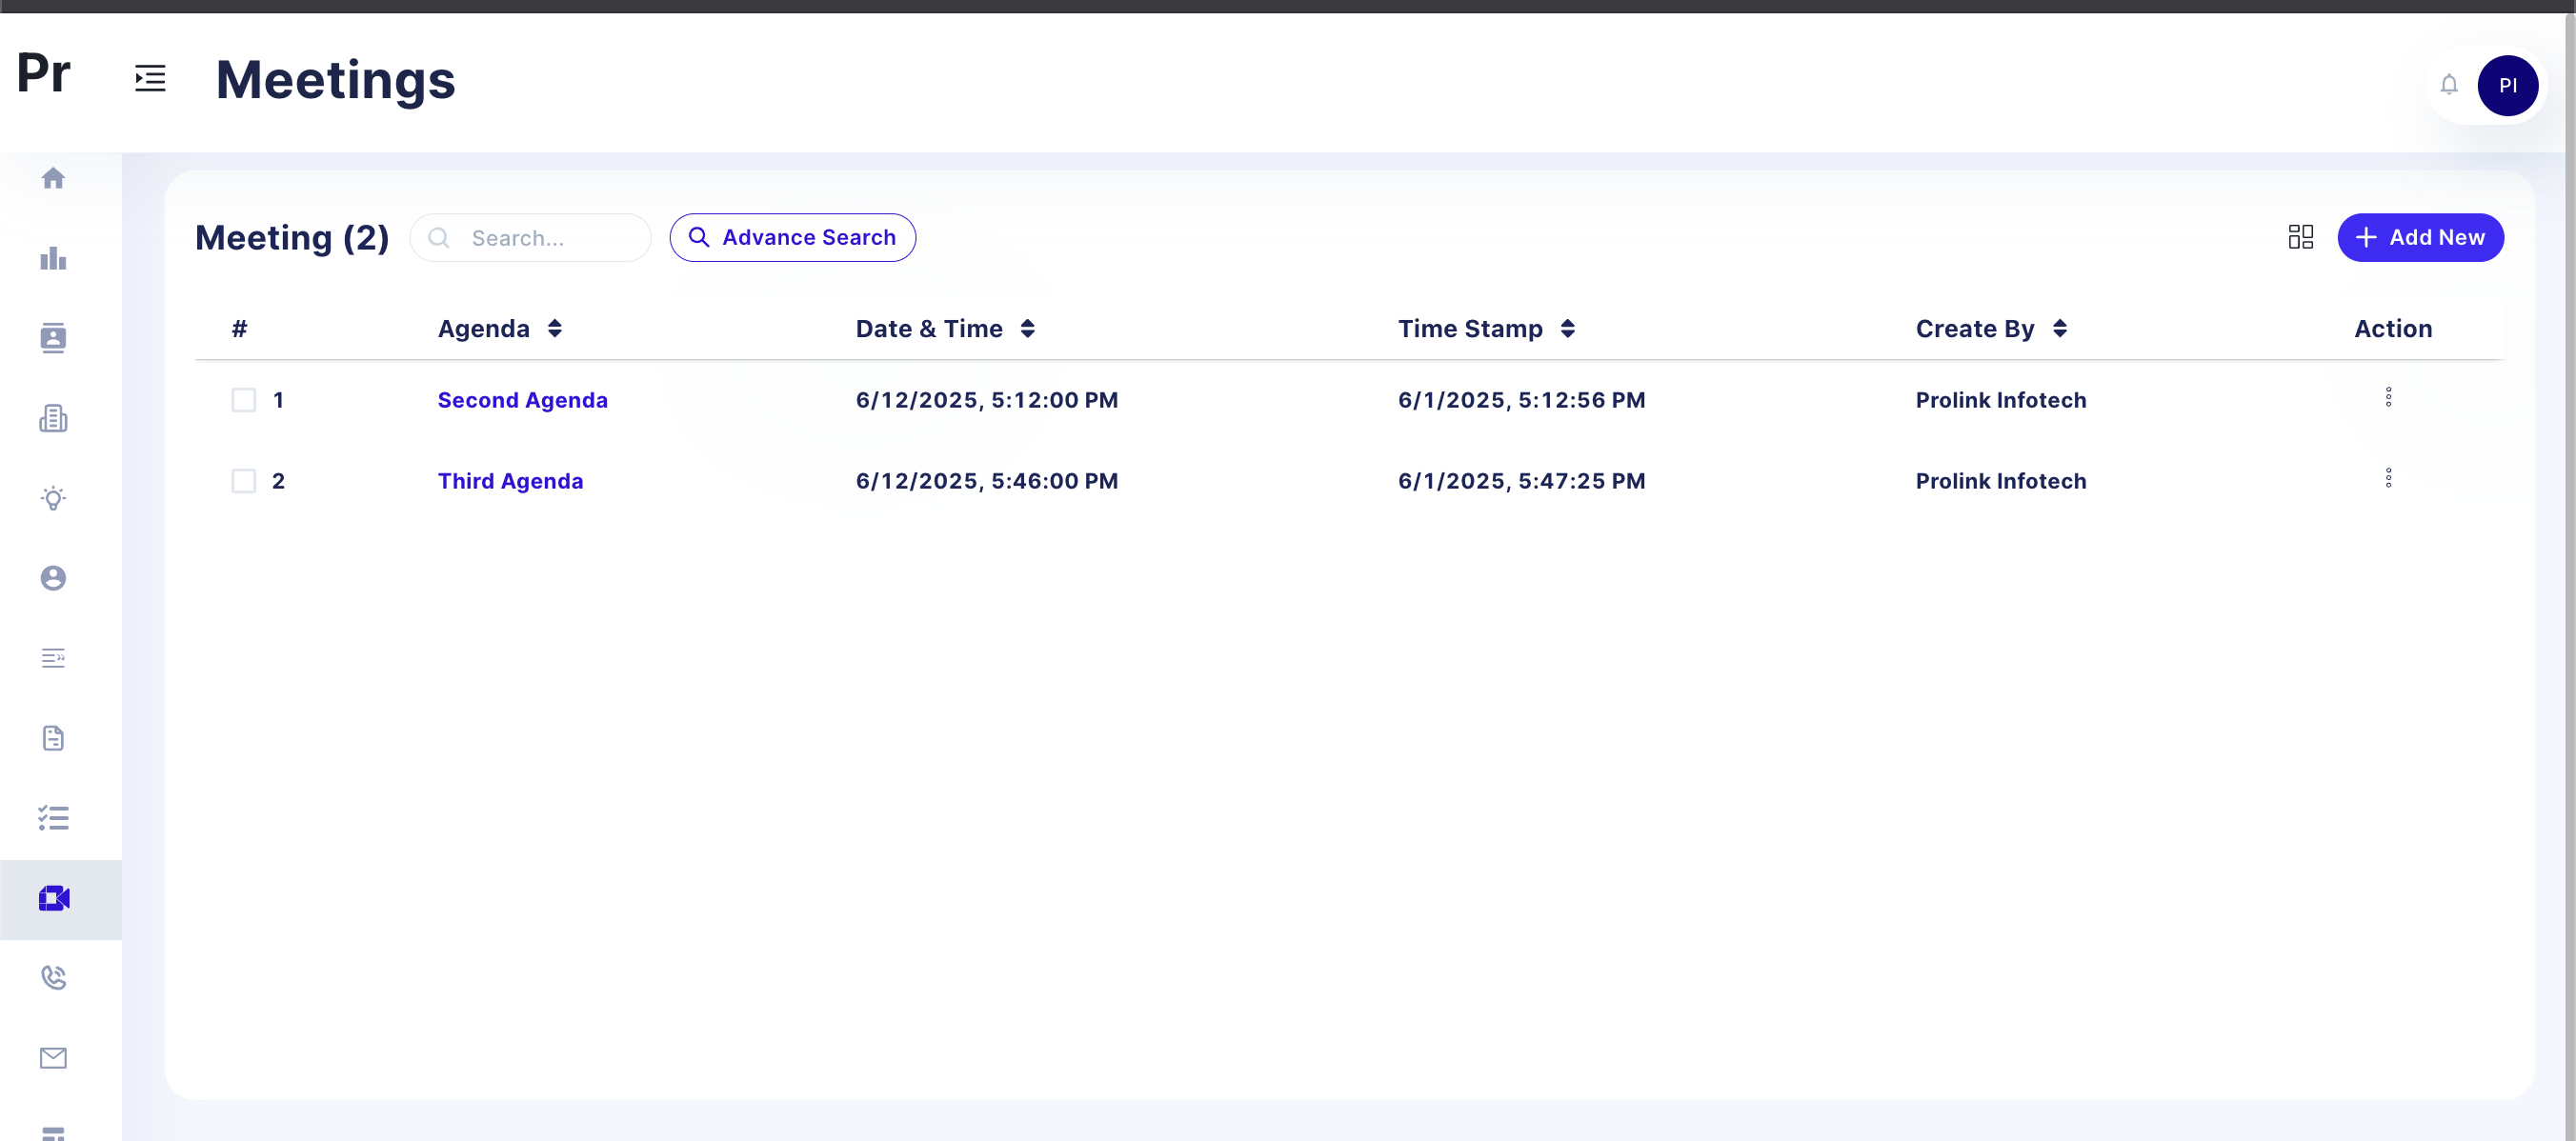 Pr Meetings PI
Meeting (2) Search... Advance Search Add New
# Agenda Date & Time Time Stamp Create By Action
1 Second Agenda 6/12/2025, 5:12:00 PM 6/1/2025, 5:12:56 PM Prolink Infotech
2 Third Agenda 6/12/2025, 5:46:00 PM 6/1/2025, 5:47:25 PM Prolink Infotech